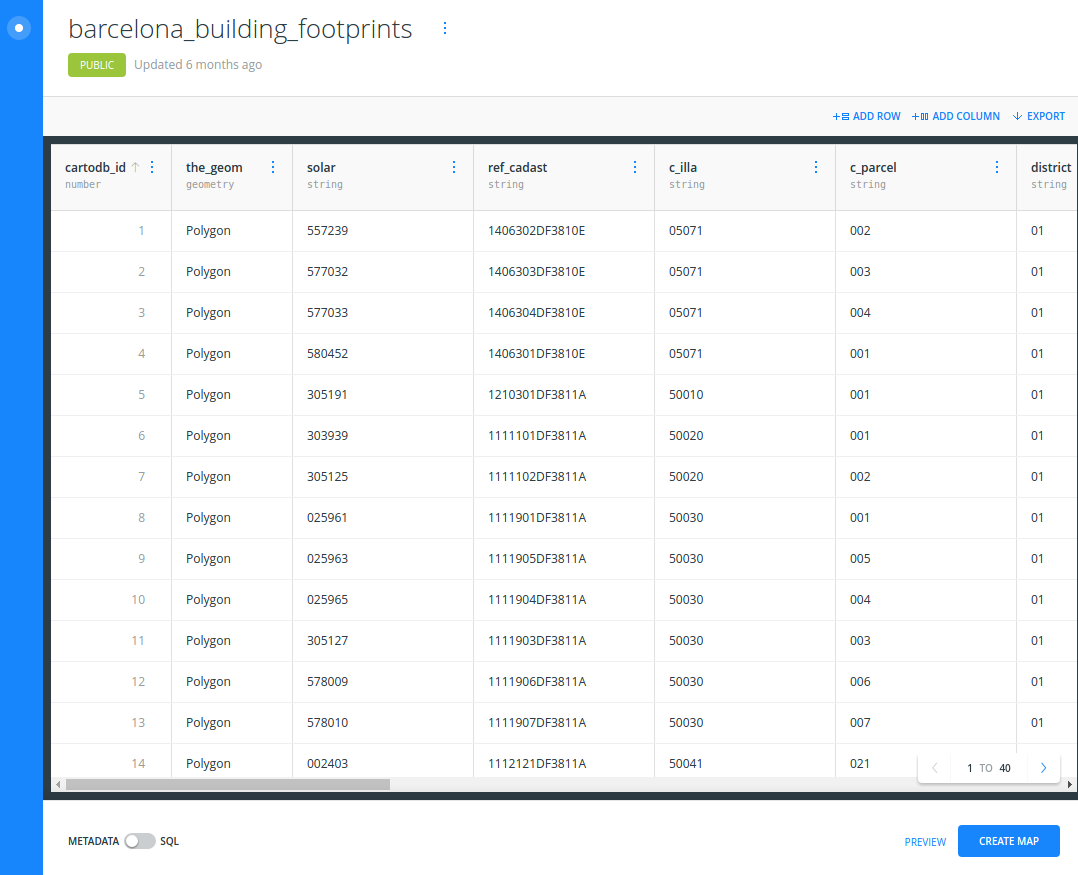 barcelona_building_footprints
PUBLIC Updated 6 months ago
ADD ROW ADD COLUMN EXPORT
cartodb_id the_geom solar ref_cadast c_illa c_parcel district
number geometry string string string string string
1 Polygon 557239 1406302DF3810E 05071 002 01
2 Polygon 577032 1406303DF3810E 05071 003 01
3 Polygon 577033 1406304DF3810E 05071 004 01
4 Polygon 580452 1406301DF3810E 05071 001 01
5 Polygon 305191 1210301DF3811A 50010 001 01
6 Polygon 303939 1111101DF3811A 50020 001 01
7 Polygon 305125 1111102DF3811A 50020 002 01
8 Polygon 025961 1111901DF3811A 50030 001 01
9 Polygon 025963 1111905DF3811A 50030 005 01
10 Polygon 025965 1111904DF3811A 50030 004 01
11 Polygon 305127 1111903DF3811A 50030 003 01
12 Polygon 578009 1111906DF3811A 50030 006 01
13 Polygon 578010 1111907DF3811A 50030 007 01
14 Polygon 002403 1112121DF3811A 50041 021
1 TO 40
METADATA SQL PREVIEW CREATE MAP